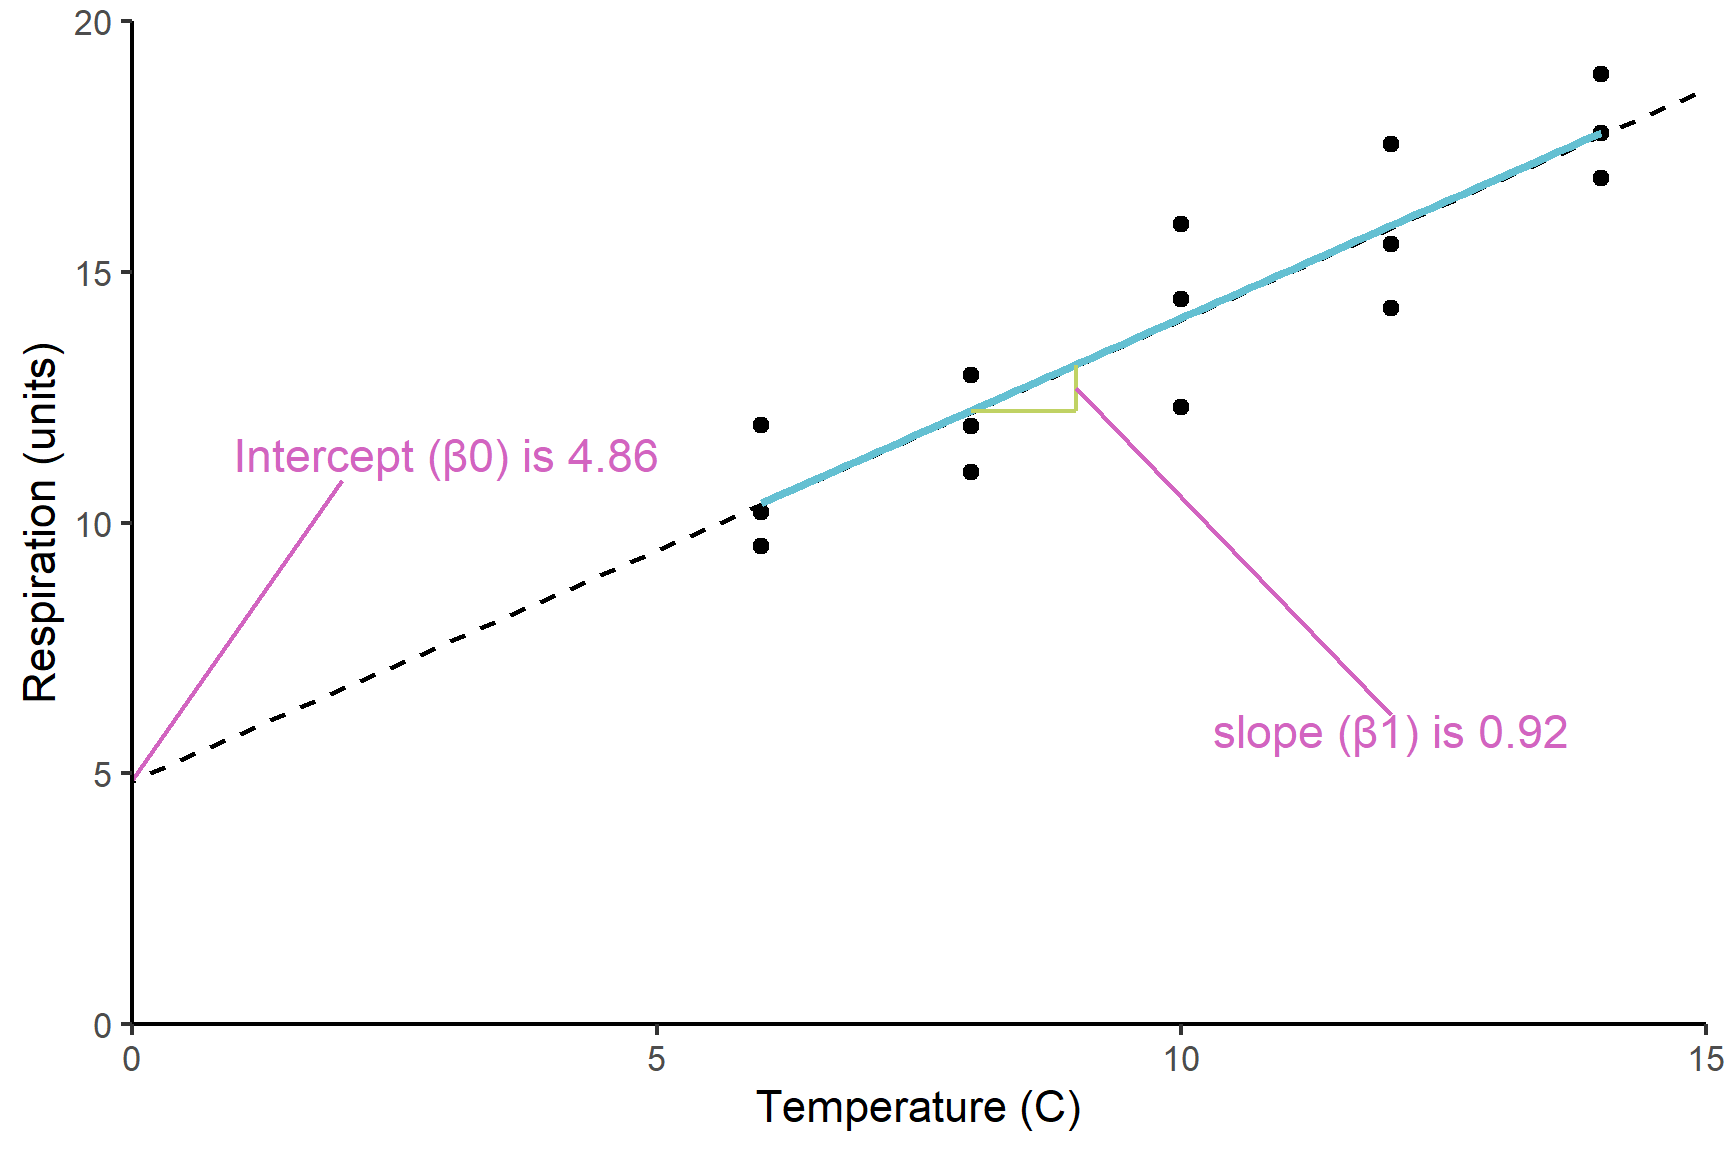 20
15
10
5
0
Respiration (units)
Intercept (β0) is 4.86
slope (β1) is 0.92
0 5 10 15
Temperature (C)